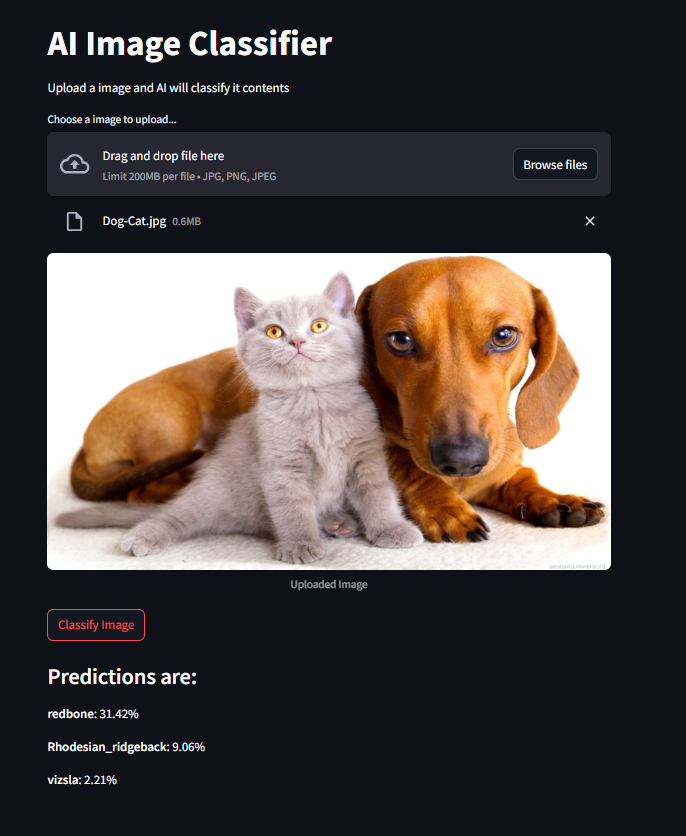 AI Image Classifier
Upload a image and AI will classify it contents
Choose a image to upload...
Drag and drop file here
Limit 200MB per file • JPG, PNG, JPEG
Browse files
Dog-Cat.jpg 0.6MB
Uploaded Image
Classify Image
Predictions are:
redbone: 31.42%
Rhodesian_ridgeback: 9.06%
vizsla: 2.21%